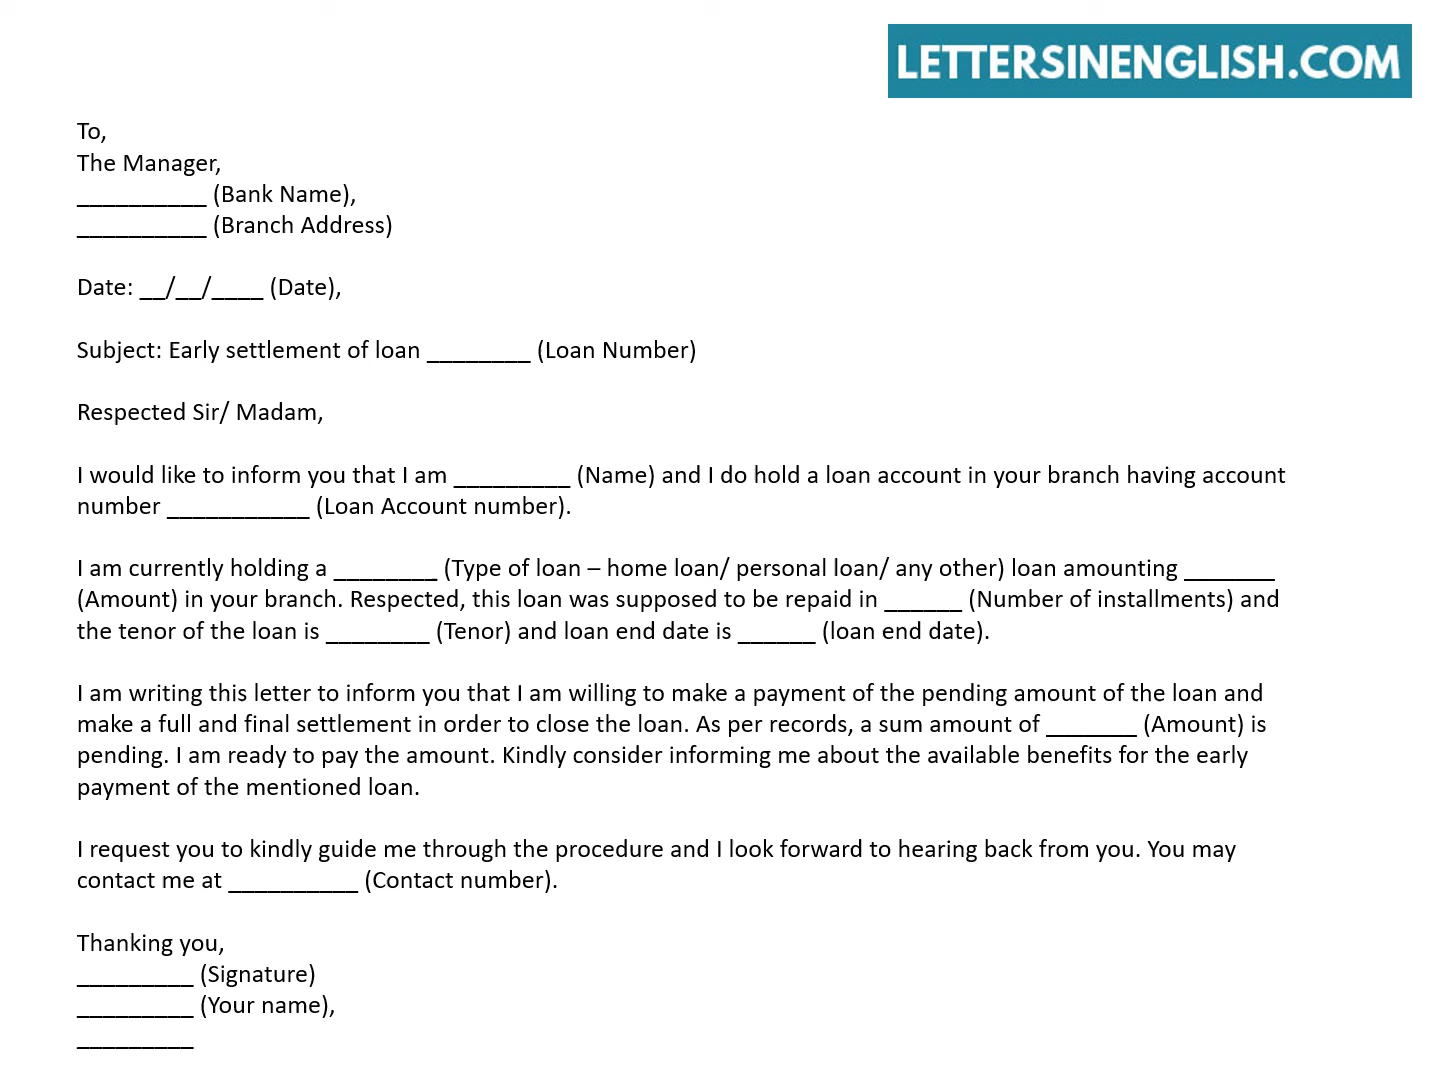 LETTERSINENGLISH.COM
To,
The Manager,
__________ (Bank Name),
__________ (Branch Address)
Date: __/__/____ (Date),
Subject: Early settlement of loan ________ (Loan Number)
Respected Sir/ Madam,
I would like to inform you that I am _________ (Name) and I do hold a loan account in your branch having account
number ___________ (Loan Account number).
I am currently holding a ________ (Type of loan – home loan/ personal loan/ any other) loan amounting _______
(Amount) in your branch. Respected, this loan was supposed to be repaid in ______ (Number of installments) and
the tenor of the loan is ________ (Tenor) and loan end date is ______ (loan end date).
I am writing this letter to inform you that I am willing to make a payment of the pending amount of the loan and
make a full and final settlement in order to close the loan. As per records, a sum amount of _______ (Amount) is
pending. I am ready to pay the amount. Kindly consider informing me about the available benefits for the early
payment of the mentioned loan.
I request you to kindly guide me through the procedure and I look forward to hearing back from you. You may
contact me at __________ (Contact number).
Thanking you,
_________ (Signature)
_________ (Your name),
_________